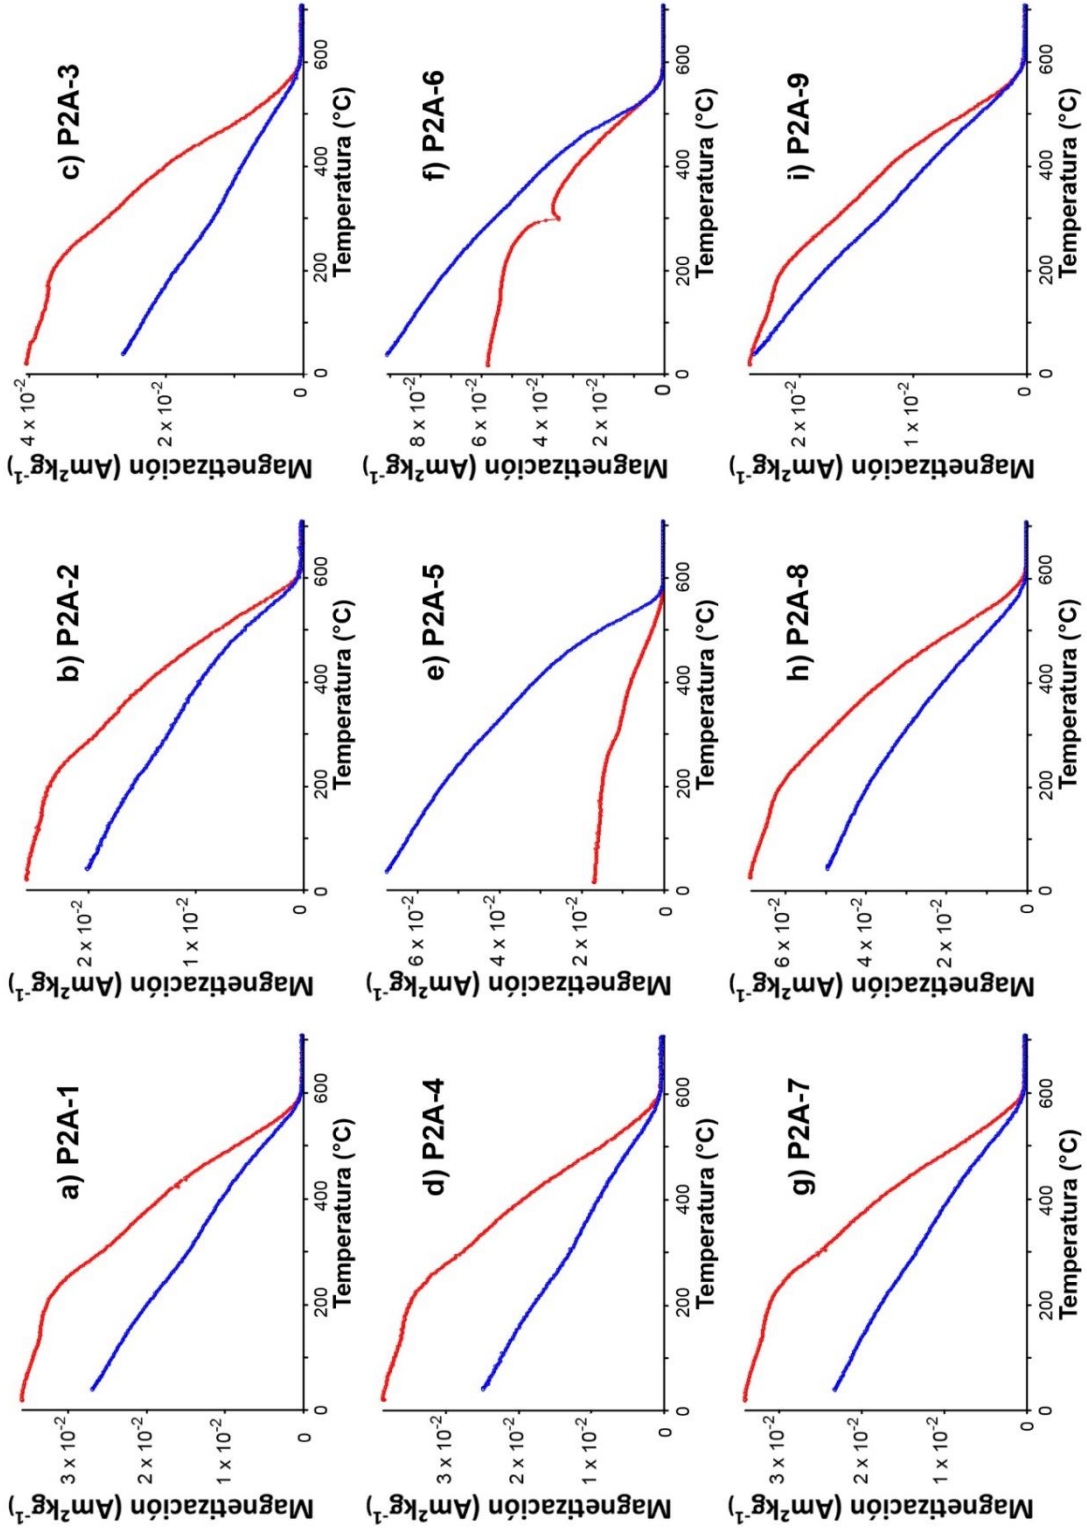 a) P2A-1
Magnetización (Am²kg⁻¹)
3 x 10⁻²
2 x 10⁻²
1 x 10⁻²
0
0 200 400 600
Temperatura (°C)
b) P2A-2
Magnetización (Am²kg⁻¹)
2 x 10⁻²
1 x 10⁻²
0
0 200 400 600
Temperatura (°C)
c) P2A-3
Magnetización (Am²kg⁻¹)
4 x 10⁻²
2 x 10⁻²
0
0 200 400 600
Temperatura (°C)
d) P2A-4
Magnetización (Am²kg⁻¹)
3 x 10⁻²
2 x 10⁻²
1 x 10⁻²
0
0 200 400 600
Temperatura (°C)
e) P2A-5
Magnetización (Am²kg⁻¹)
6 x 10⁻²
4 x 10⁻²
2 x 10⁻²
0
0 200 400 600
Temperatura (°C)
f) P2A-6
Magnetización (Am²kg⁻¹)
8 x 10⁻²
6 x 10⁻²
4 x 10⁻²
2 x 10⁻²
0
0 200 400 600
Temperatura (°C)
g) P2A-7
Magnetización (Am²kg⁻¹)
3 x 10⁻²
2 x 10⁻²
1 x 10⁻²
0
0 200 400 600
Temperatura (°C)
h) P2A-8
Magnetización (Am²kg⁻¹)
6 x 10⁻²
4 x 10⁻²
2 x 10⁻²
0
0 200 400 600
Temperatura (°C)
i) P2A-9
Magnetización (Am²kg⁻¹)
2 x 10⁻²
1 x 10⁻²
0
0 200 400 600
Temperatura (°C)